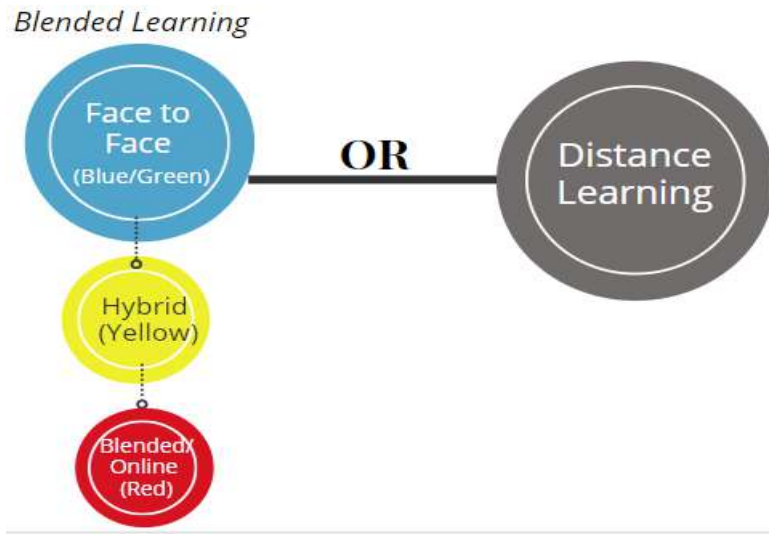 Blended Learning
Face to
Face
(Blue/Green)
OR
Distance
Learning
Hybrid
(Yellow)
Blended/
Online
(Red)